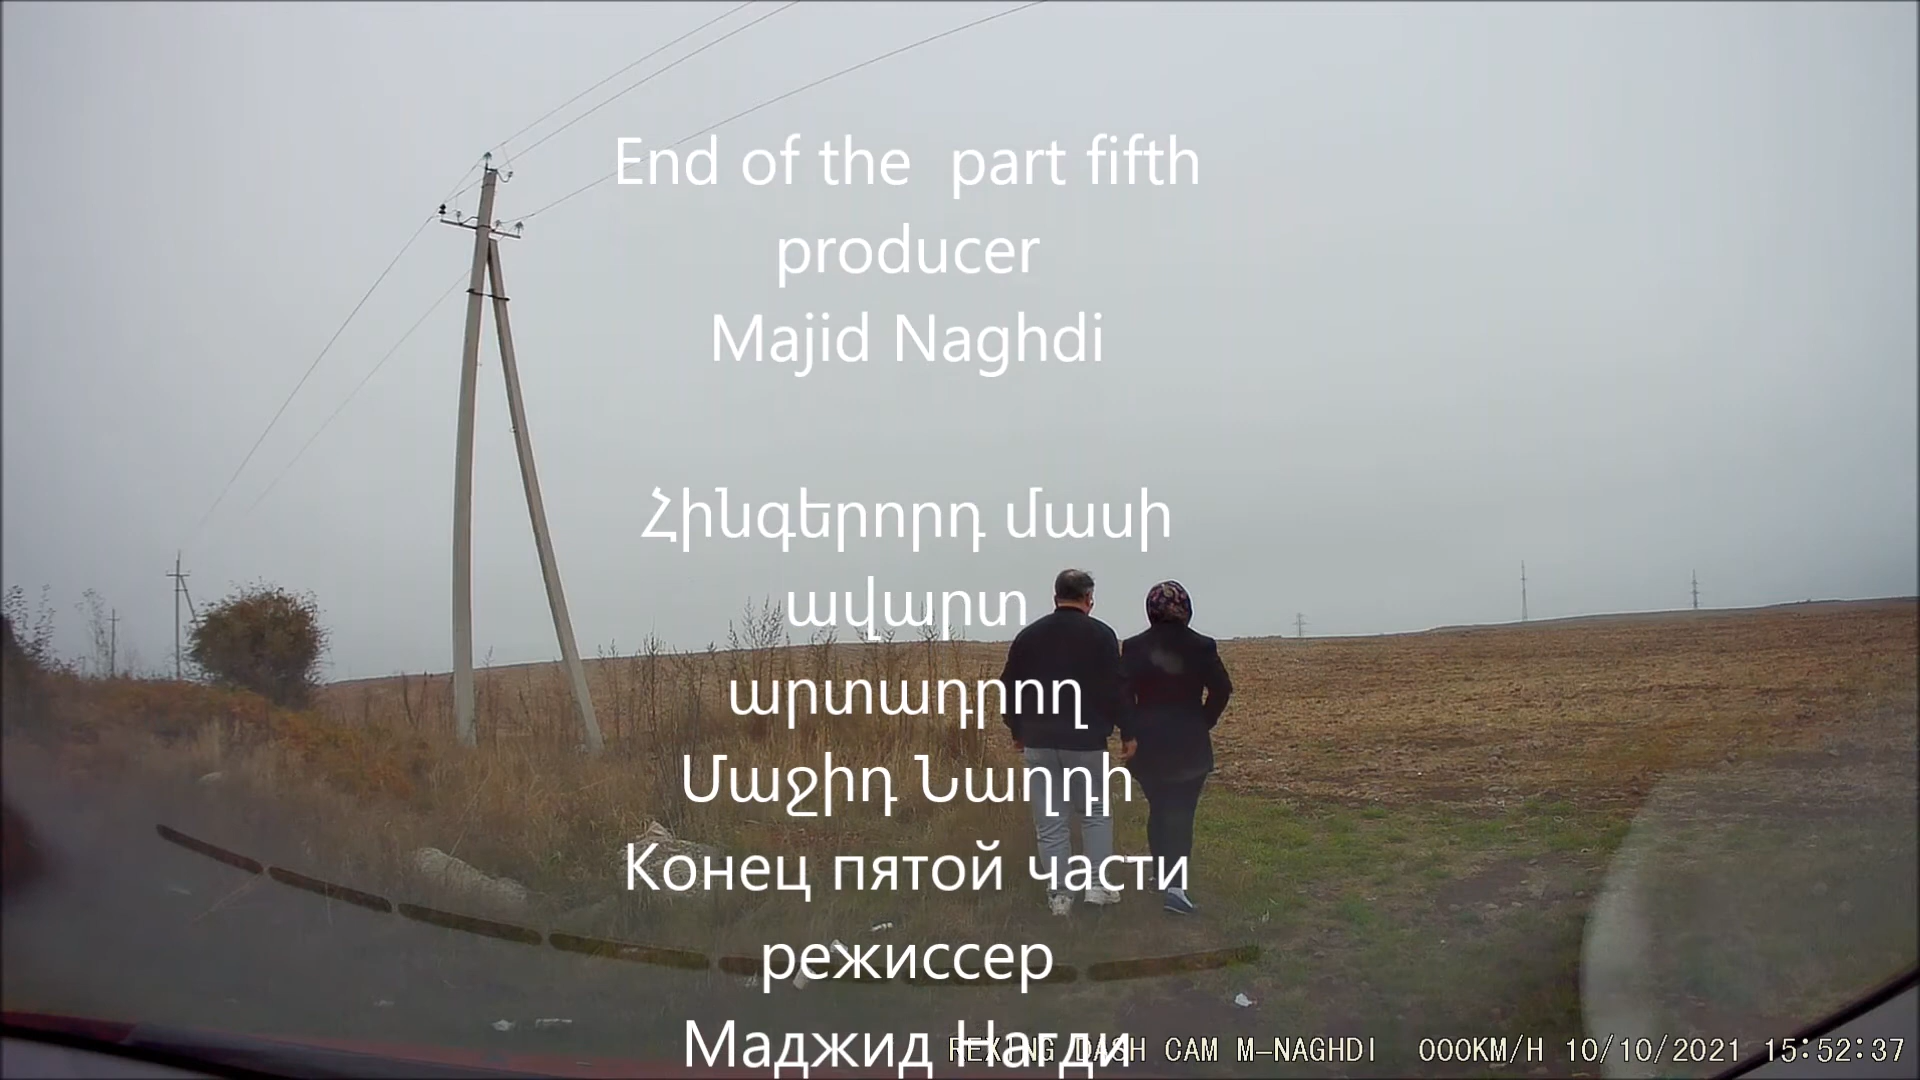 End of the  part fifth
producer
Majid Naghdi
Հինգերորդ մասի
ավարտ
արտադրող
Մաջիդ Նաղդի
Конец пятой части
режиссер
Маджид Нагди
REXING DASH CAM M-NAGHDI 000KM/H 10/10/2021 15:52:37